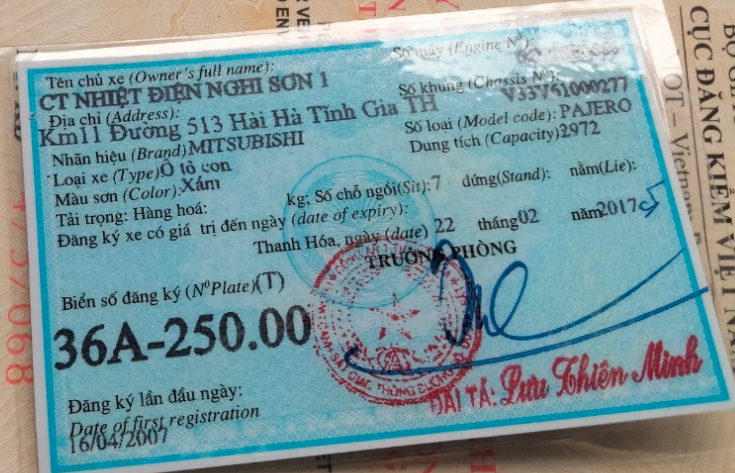 Tên chủ xe (Owner's full name):
Số máy (Engine Nº):
CT NHIỆT ĐIỆN NGHI SƠN 1
Số khung (Chassis Nº):
V33V61000277
Địa chỉ (Address):
Km11 Đường 513 Hải Hà Tĩnh Gia TH
Số loại (Model code): PAJERO
Nhãn hiệu (Brand) MITSUBISHI
Dung tích (Capacity) 2972
Loại xe (Type) Ô tô con
Màu sơn (Color): Xám
kg; Số chỗ ngồi (Sit): 7 đứng (Stand): nằm (Lie):
Tải trọng: Hàng hoá:
Đăng ký xe có giá trị đến ngày (date of expiry):
Thanh Hóa, ngày (date) 22 tháng 02 năm 2017
TRƯỞNG PHÒNG
Biển số đăng ký (NºPlate) (T)
36A-250.00
Đăng ký lần đầu ngày:
Date of first registration
16/04/2007
ĐẠI TÁ: Lưu Thiên Minh
CỤC ĐĂNG KIỂM VIỆT NAM